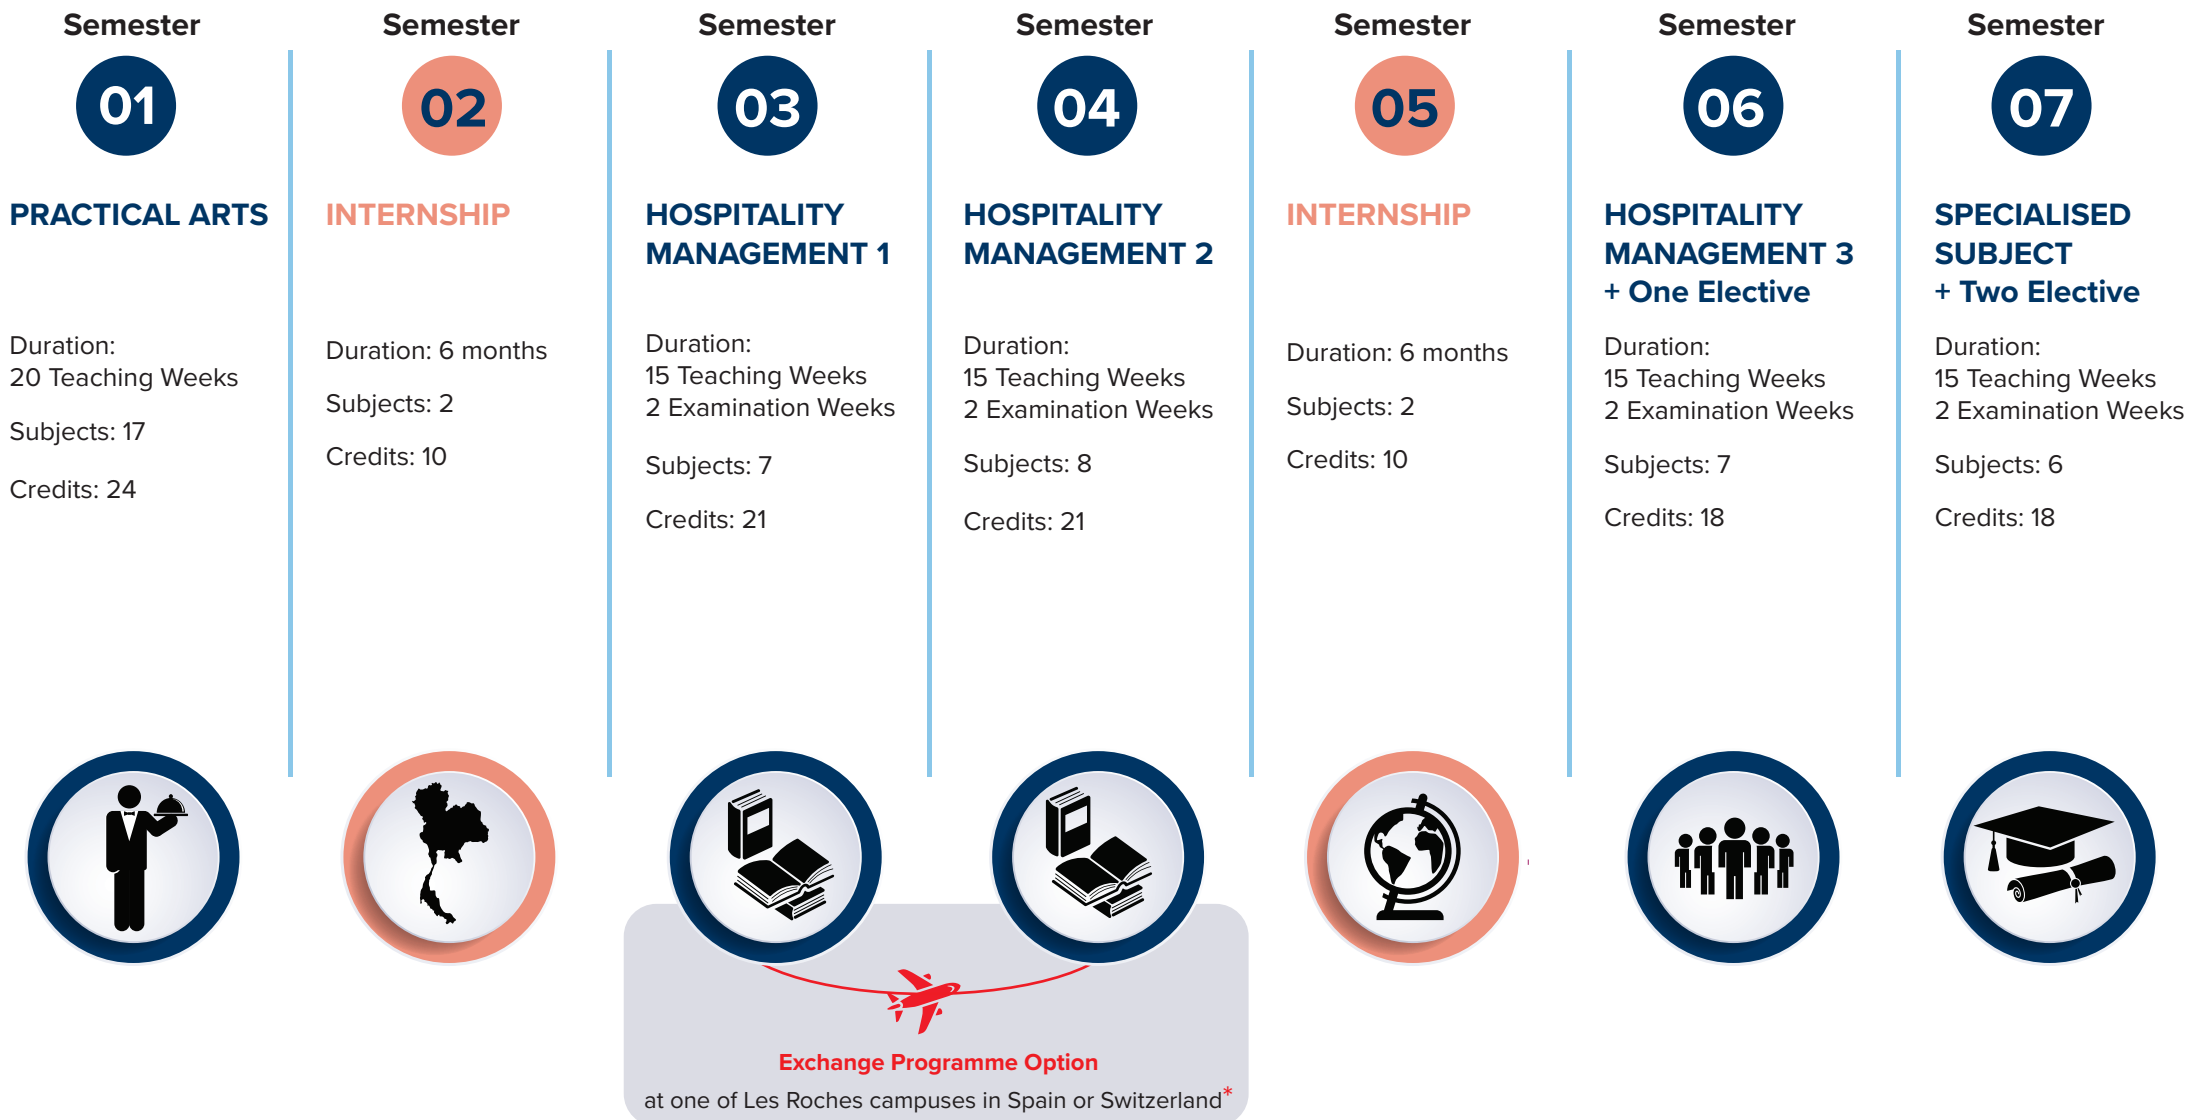 Semester
01
PRACTICAL ARTS
Duration:
20 Teaching Weeks
Subjects: 17
Credits: 24
Semester
02
INTERNSHIP
Duration: 6 months
Subjects: 2
Credits: 10
Semester
03
HOSPITALITY
MANAGEMENT 1
Duration:
15 Teaching Weeks
2 Examination Weeks
Subjects: 7
Credits: 21
Semester
04
HOSPITALITY
MANAGEMENT 2
Duration:
15 Teaching Weeks
2 Examination Weeks
Subjects: 8
Credits: 21
Semester
05
INTERNSHIP
Duration: 6 months
Subjects: 2
Credits: 10
Semester
06
HOSPITALITY
MANAGEMENT 3
+ One Elective
Duration:
15 Teaching Weeks
2 Examination Weeks
Subjects: 7
Credits: 18
Semester
07
SPECIALISED
SUBJECT
+ Two Elective
Duration:
15 Teaching Weeks
2 Examination Weeks
Subjects: 6
Credits: 18
Exchange Programme Option
at one of Les Roches campuses in Spain or Switzerland*